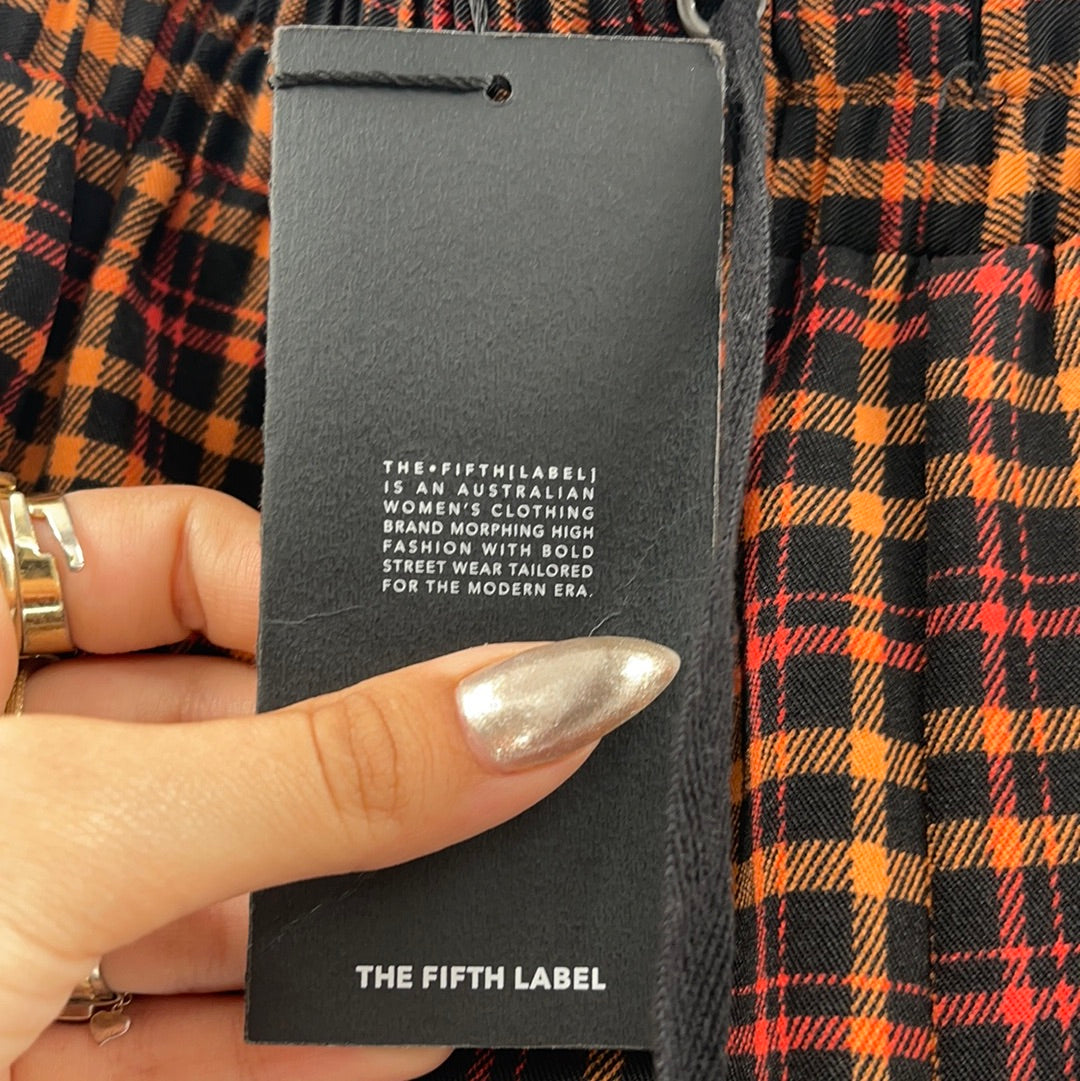 THE•FIFTH[LABEL]
IS AN AUSTRALIAN
WOMEN'S CLOTHING
BRAND MORPHING HIGH
FASHION WITH BOLD
STREET WEAR TAILORED
FOR THE MODERN ERA.
THE FIFTH LABEL